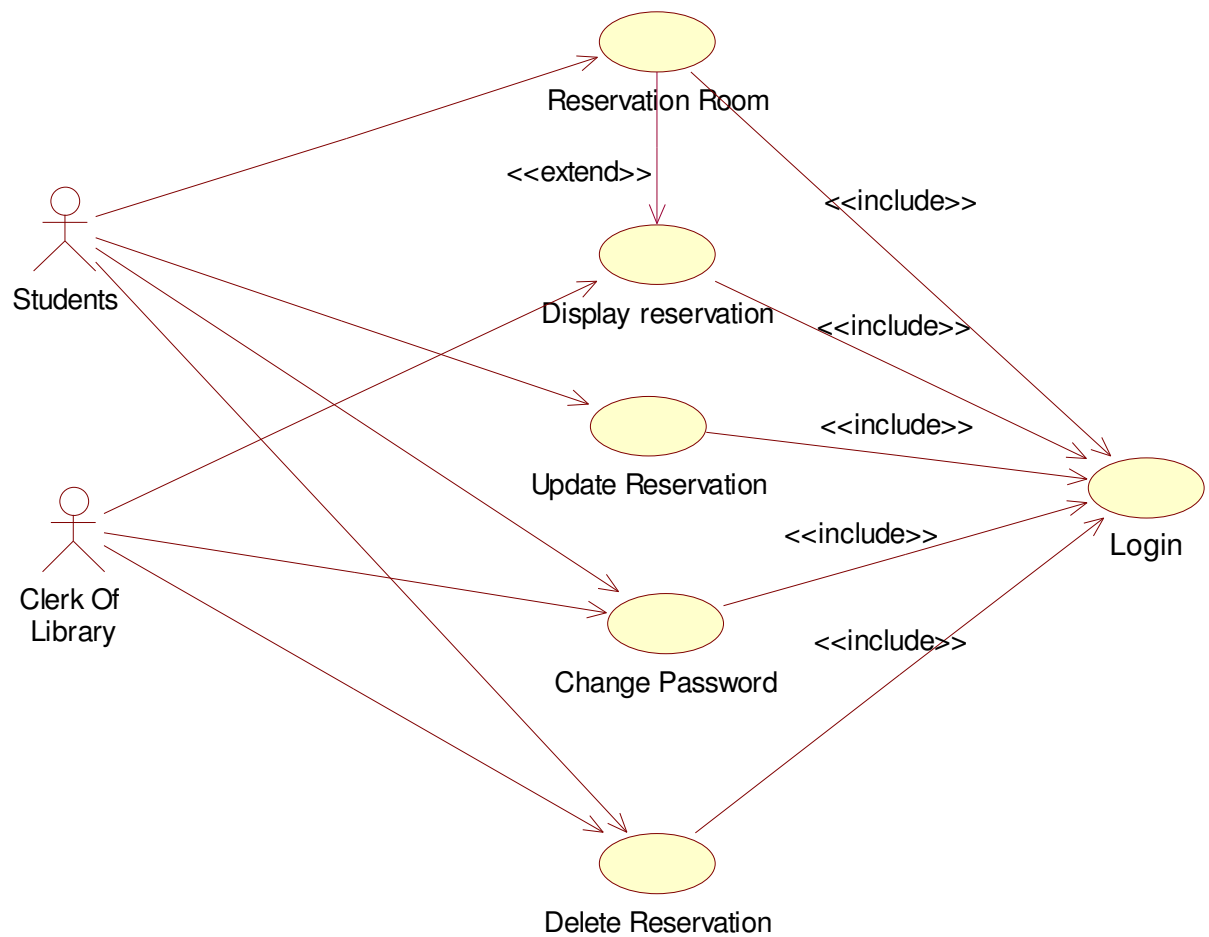 Reservation Room
<<extend>>
<<include>>
Students
Display reservation
<<include>>
<<include>>
Update Reservation
<<include>>
Login
Clerk Of
Library
Change Password
<<include>>
Delete Reservation